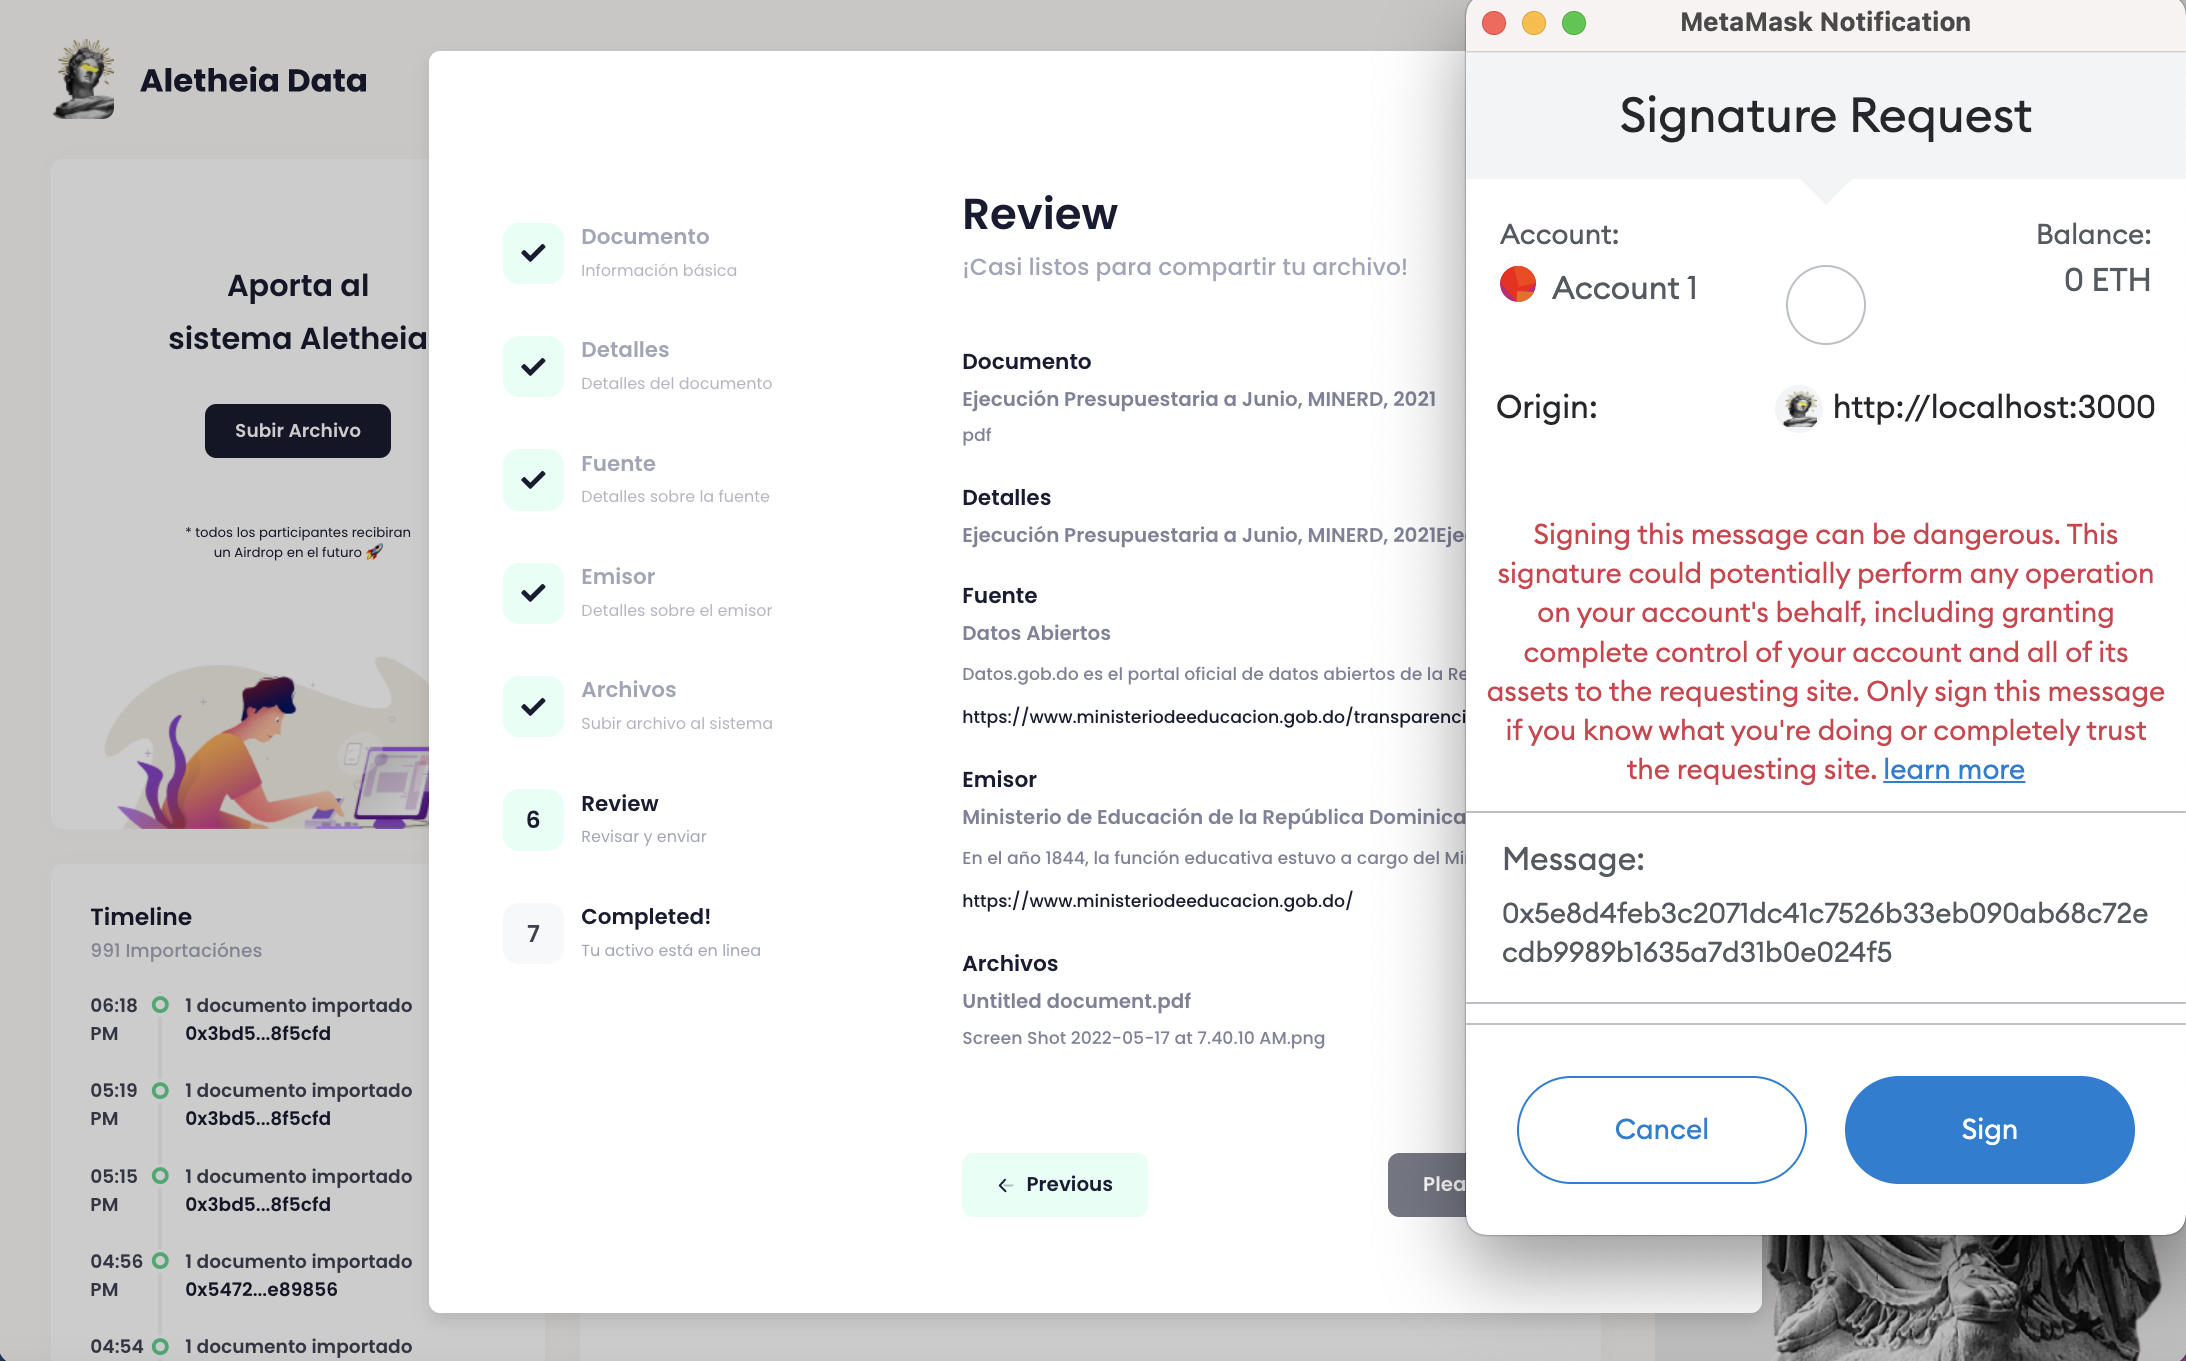 Aletheia Data
Aporta al
sistema Aletheia
Subir Archivo
* todos los participantes recibiran
un Airdrop en el futuro 🚀
Timeline
991 Importaciónes
06:18 PM
1 documento importado
0x3bd5...8f5cfd
05:19 PM
1 documento importado
0x3bd5...8f5cfd
05:15 PM
1 documento importado
0x3bd5...8f5cfd
04:56 PM
1 documento importado
0x5472...e89856
04:54
1 documento importado
Documento
Información básica
Detalles
Detalles del documento
Fuente
Detalles sobre la fuente
Emisor
Detalles sobre el emisor
Archivos
Subir archivo al sistema
6
Review
Revisar y enviar
7
Completed!
Tu activo está en linea
Review
¡Casi listos para compartir tu archivo!
Documento
Ejecución Presupuestaria a Junio, MINERD, 2021
pdf
Detalles
Ejecución Presupuestaria a Junio, MINERD, 2021Eje
Fuente
Datos Abiertos
Datos.gob.do es el portal oficial de datos abiertos de la Re
https://www.ministeriodeeducacion.gob.do/transparenci
Emisor
Ministerio de Educación de la República Dominica
En el año 1844, la función educativa estuvo a cargo del Mi
https://www.ministeriodeeducacion.gob.do/
Archivos
Untitled document.pdf
Screen Shot 2022-05-17 at 7.40.10 AM.png
← Previous
Plea
MetaMask Notification
Signature Request
Account:
Account 1
Balance:
0 ETH
Origin:
http://localhost:3000
Signing this message can be dangerous. This
signature could potentially perform any operation
on your account's behalf, including granting
complete control of your account and all of its
assets to the requesting site. Only sign this message
if you know what you're doing or completely trust
the requesting site. learn more
Message:
0x5e8d4feb3c2071dc41c7526b33eb090ab68c72e
cdb9989b1635a7d31b0e024f5
Cancel
Sign